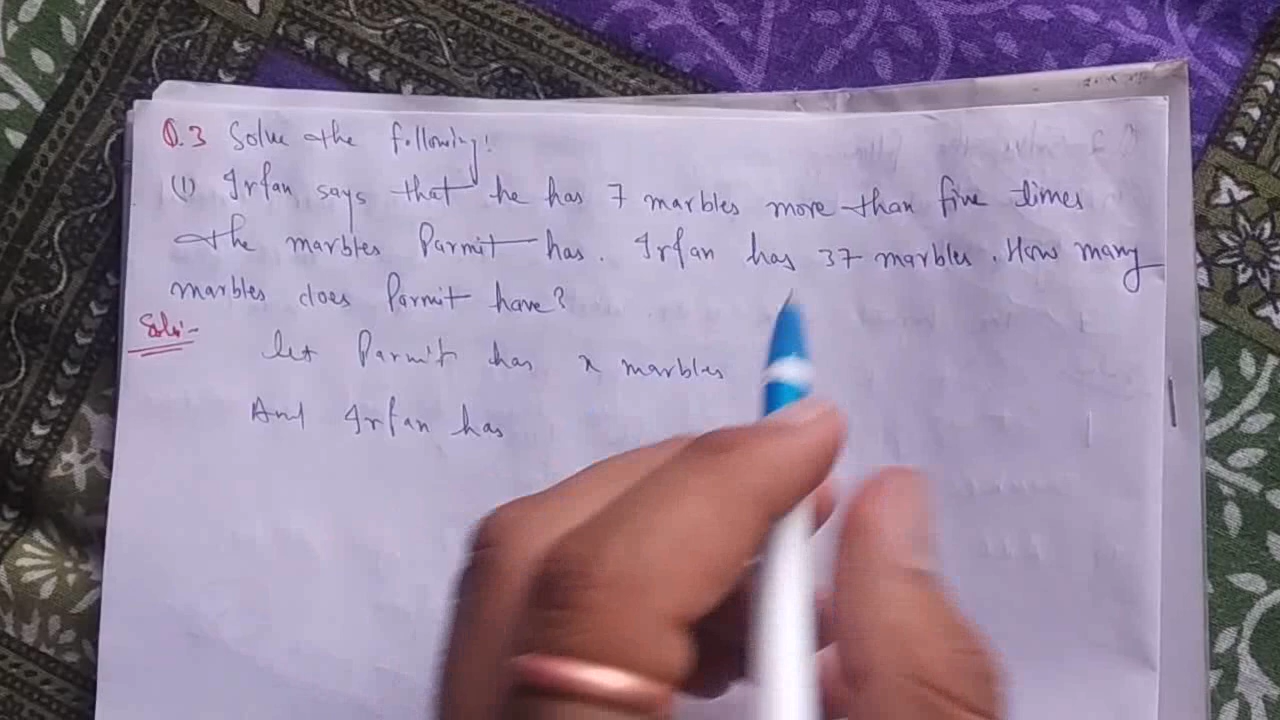 Q.3 Solve the following:
(1) Irfan says that he has 7 marbles more than five times
the marbles Parmit has. Irfan has 37 marbles. How many
marbles does Parmit have?
Soln:-
let Parmit has x marbles
And Irfan has